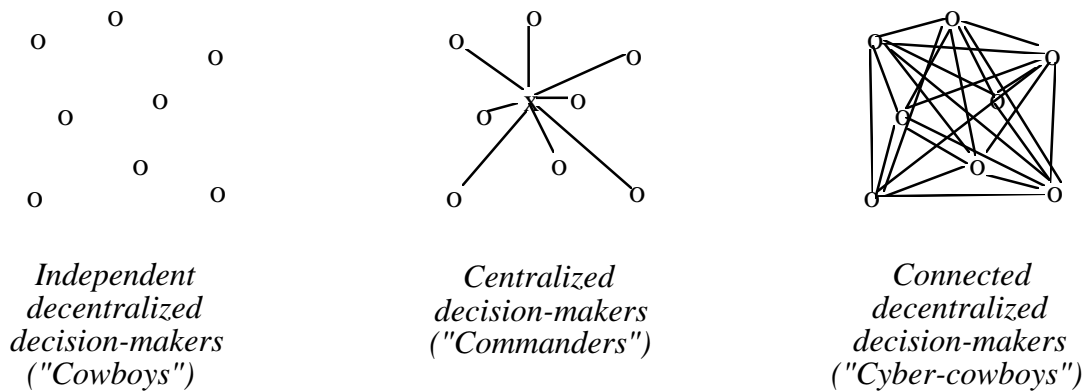 Independent
decentralized
decision-makers
("Cowboys")
Centralized
decision-makers
("Commanders")
Connected
decentralized
decision-makers
("Cyber-cowboys")